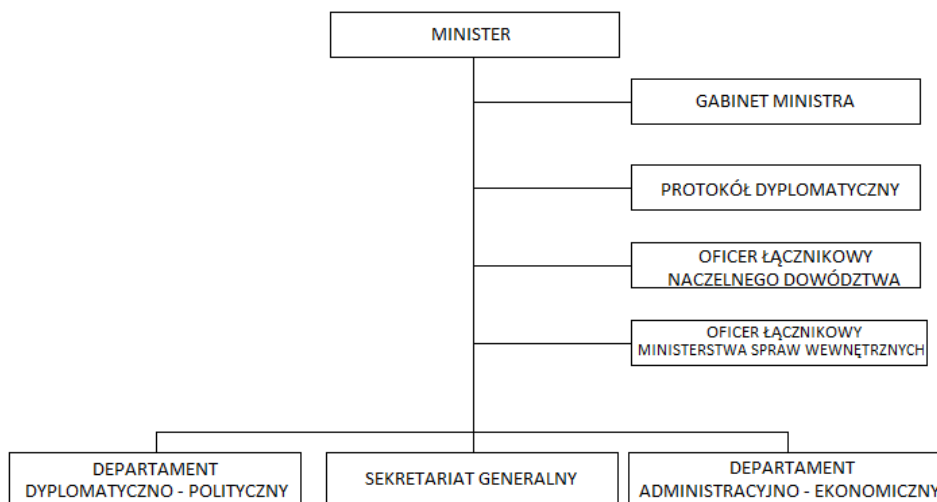 MINISTER
GABINET MINISTRA
PROTOKÓŁ DYPLOMATYCZNY
OFICER ŁĄCZNIKOWY
NACZELNEGO DOWÓDZTWA
OFICER ŁĄCZNIKOWY
MINISTERSTWA SPRAW WEWNĘTRZNYCH
DEPARTAMENT
DYPLOMATYCZNO - POLITYCZNY
SEKRETARIAT GENERALNY
DEPARTAMENT
ADMINISTRACYJNO - EKONOMICZNY